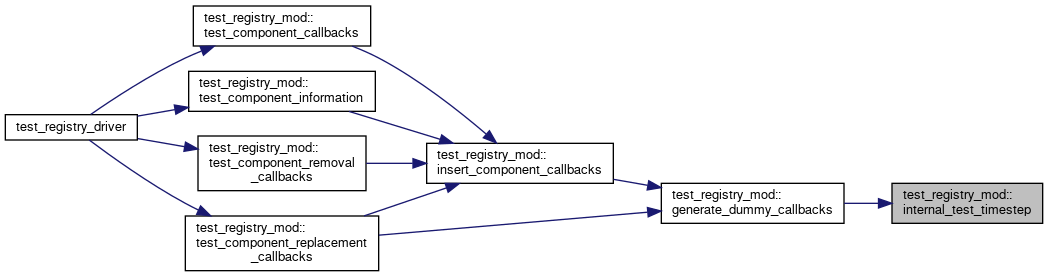 test_registry_mod::
test_component_callbacks
test_registry_mod::
test_component_information
test_registry_driver
test_registry_mod::
test_component_removal
_callbacks
test_registry_mod::
insert_component_callbacks
test_registry_mod::
generate_dummy_callbacks
test_registry_mod::
internal_test_timestep
test_registry_mod::
test_component_replacement
_callbacks